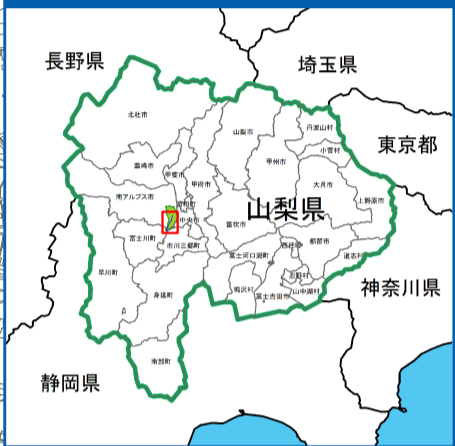 長野県
埼玉県
北杜市
山梨市
丹波山村
小菅村
東京都
韮崎市
甲斐市
甲府市
甲州市
大月市
南アルプス市
昭和町
上野原市
山梨県
中央市
笛吹市
富士川町
市川三郷町
西桂町
都留市
富士河口湖町
道志村
早川町
忍野村
神奈川県
身延町
鳴沢村
富士吉田市
山中湖村
南部町
静岡県